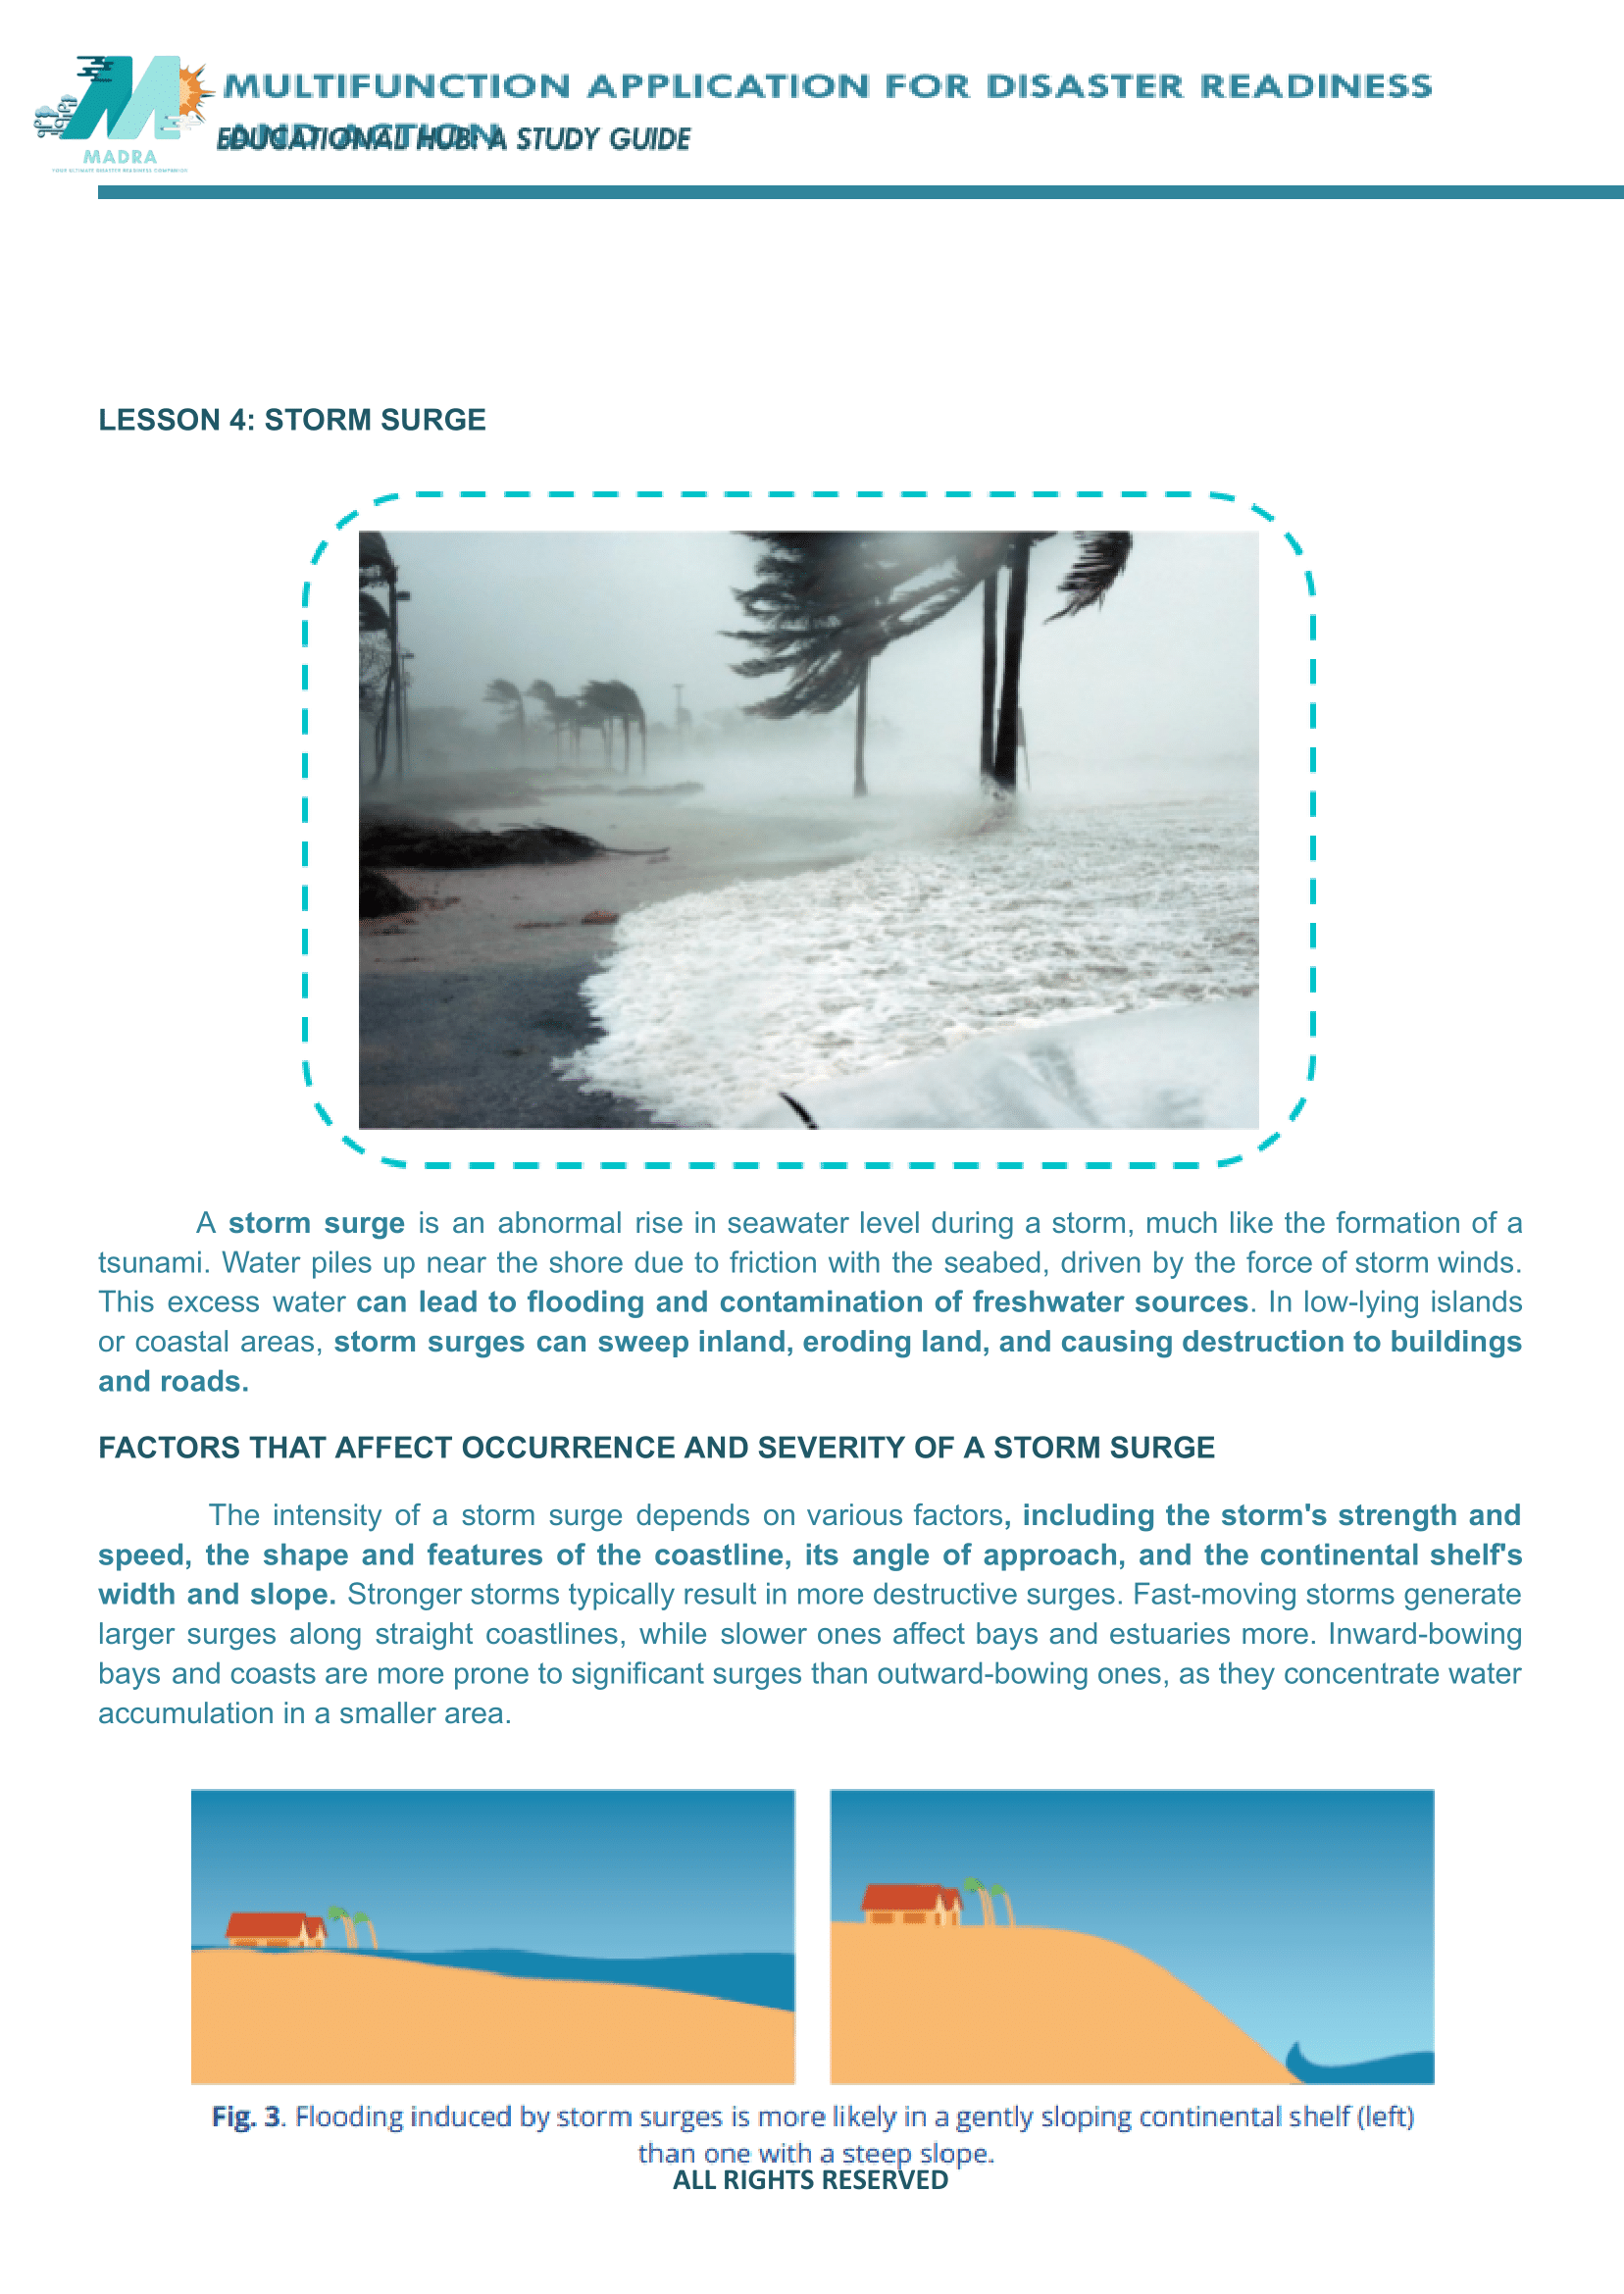 MULTIFUNCTION APPLICATION FOR DISASTER READINESS
AND ACTION
EDUCATIONAL HUB: A STUDY GUIDE
MADRA
YOUR ULTIMATE DISASTER READINESS COMPANION
LESSON 4: STORM SURGE
A storm surge is an abnormal rise in seawater level during a storm, much like the formation of a
tsunami. Water piles up near the shore due to friction with the seabed, driven by the force of storm winds.
This excess water can lead to flooding and contamination of freshwater sources. In low-lying islands
or coastal areas, storm surges can sweep inland, eroding land, and causing destruction to buildings
and roads.
FACTORS THAT AFFECT OCCURRENCE AND SEVERITY OF A STORM SURGE
The intensity of a storm surge depends on various factors, including the storm's strength and
speed, the shape and features of the coastline, its angle of approach, and the continental shelf's
width and slope. Stronger storms typically result in more destructive surges. Fast-moving storms generate
larger surges along straight coastlines, while slower ones affect bays and estuaries more. Inward-bowing
bays and coasts are more prone to significant surges than outward-bowing ones, as they concentrate water
accumulation in a smaller area.
Fig. 3. Flooding induced by storm surges is more likely in a gently sloping continental shelf (left)
than one with a steep slope.
ALL RIGHTS RESERVED